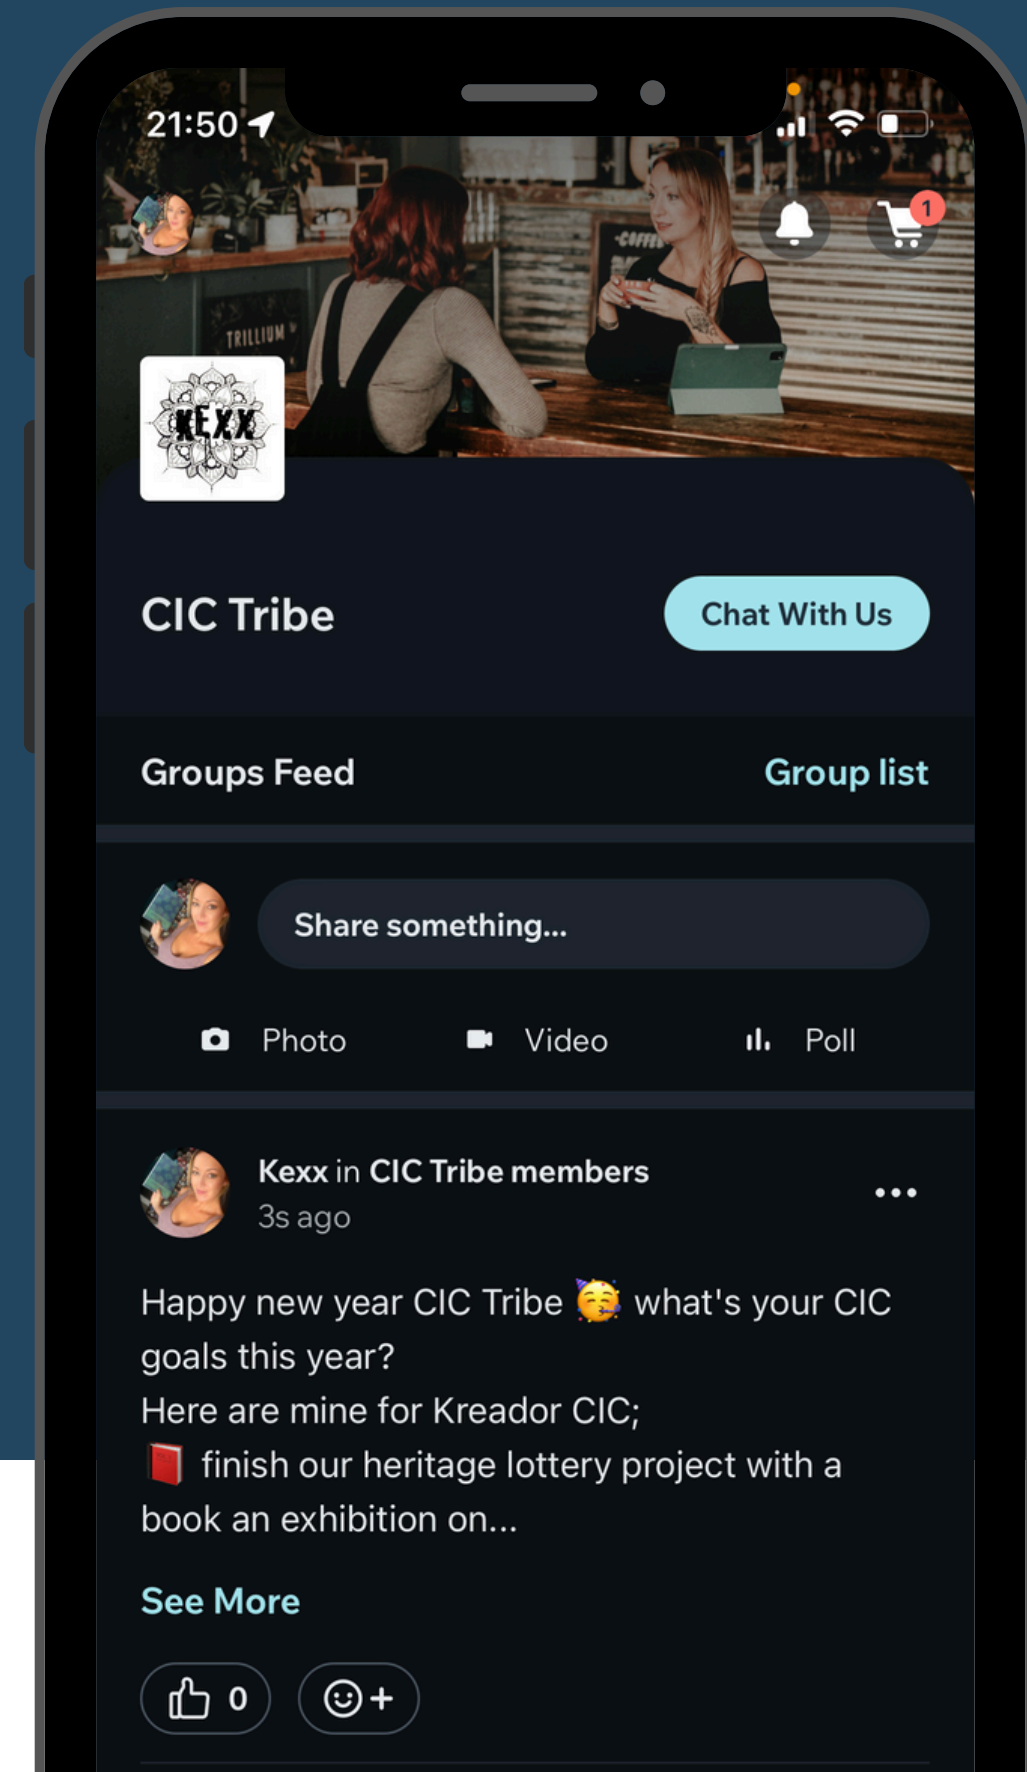 21:50
1
-COFFEE
TRILLIUM
KEXX
CIC Tribe
Chat With Us
Groups Feed
Group list
Share something...
Photo
Video
Poll
Kexx in CIC Tribe members
3s ago
Happy new year CIC Tribe 🥳 what's your CIC
goals this year?
Here are mine for Kreador CIC;
📕 finish our heritage lottery project with a
book an exhibition on...
See More
0